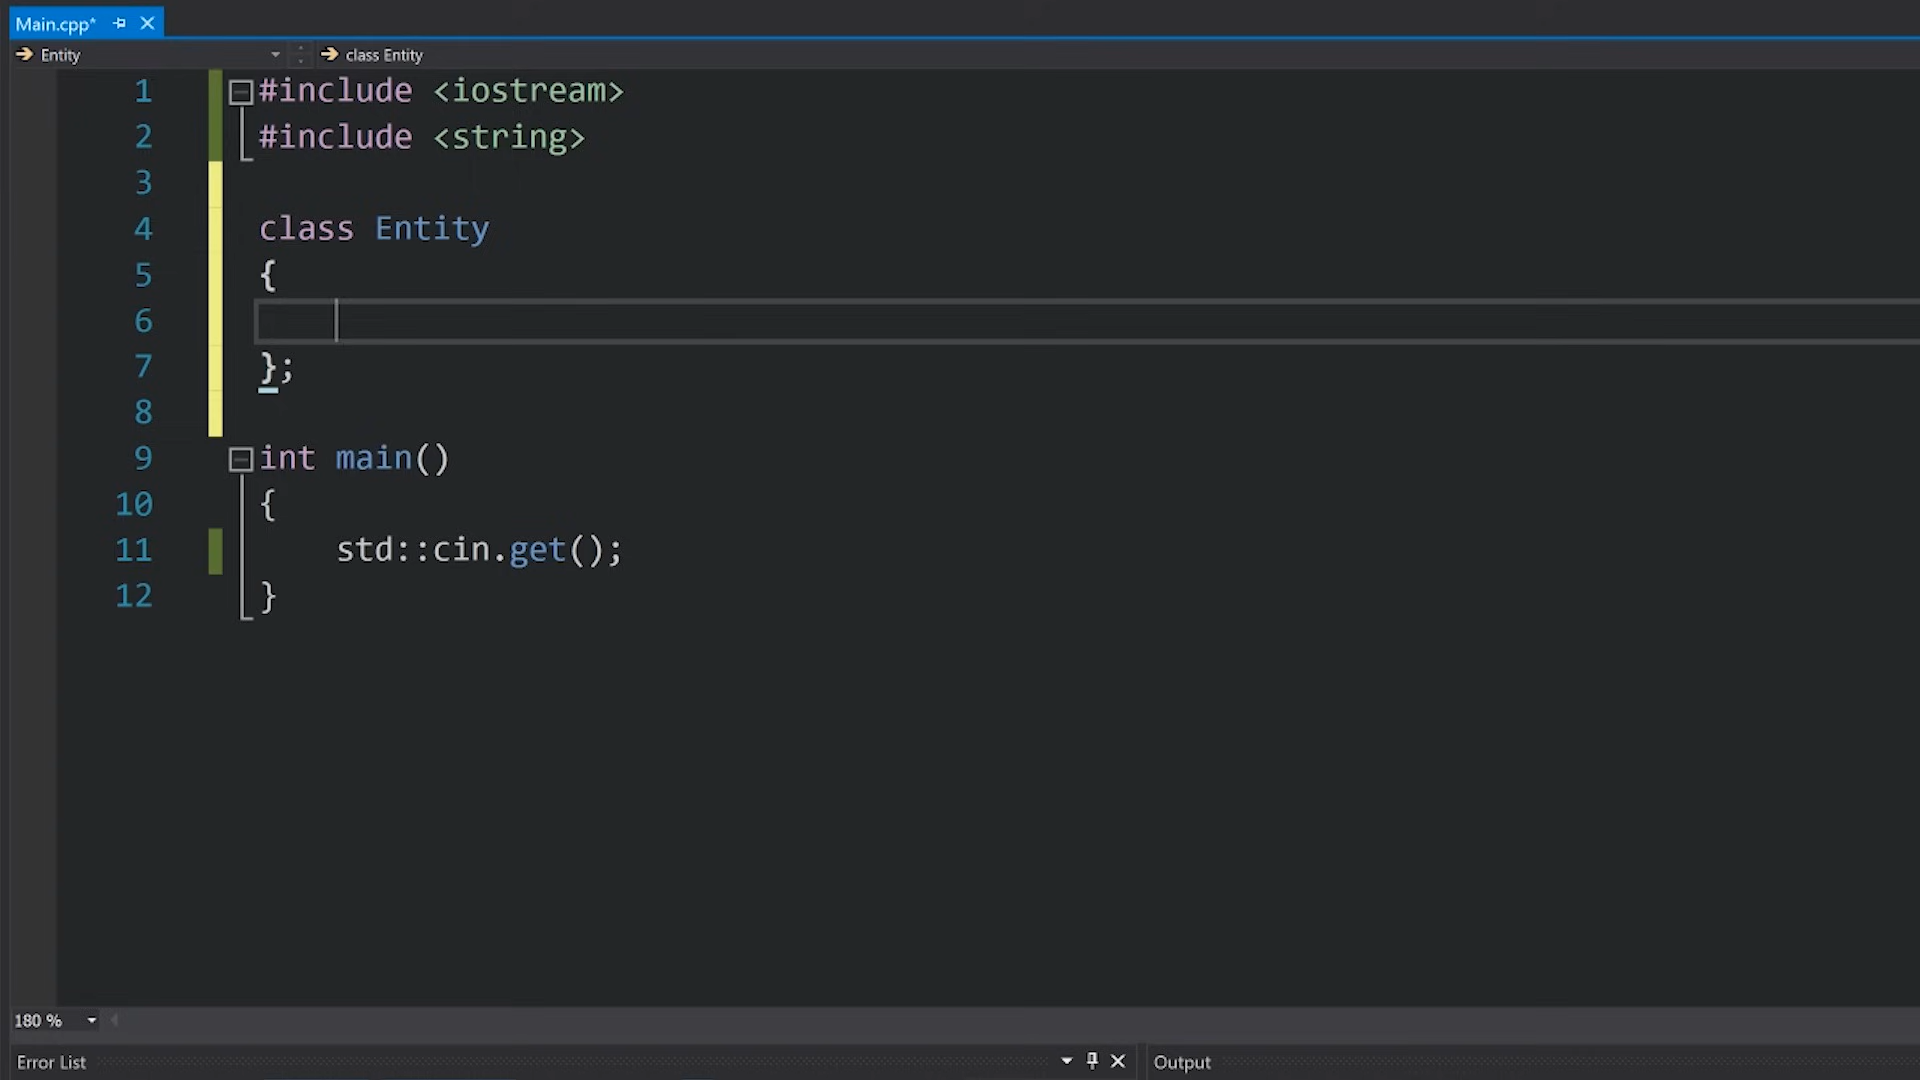 Main.cpp*
Entity class Entity
1 #include <iostream>
2 #include <string>
3
4 class Entity
5 {
6
7 };
8
9 int main()
10 {
11 std::cin.get();
12 }
180 %
Error List Output